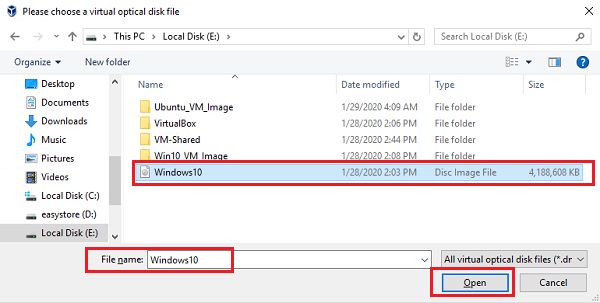 Please choose a virtual optical disk file
This PC > Local Disk (E:) >
Search Local Disk (E:)
Organize
New folder
Name Date modified Type Size
Desktop
Documents
Downloads
Music
Pictures
Videos
Local Disk (C:)
easystore (D:)
Local Disk (E:)
Ubuntu_VM_Image 1/29/2020 4:09 AM File folder
VirtualBox 1/28/2020 2:06 PM File folder
VM-Shared 1/28/2020 2:44 PM File folder
Win10_VM_Image 1/28/2020 2:08 PM File folder
Windows10 1/28/2020 2:03 PM Disc Image File 4,188,608 KB
File name: Windows10
All virtual optical disk files (*.dr
Open
Cancel